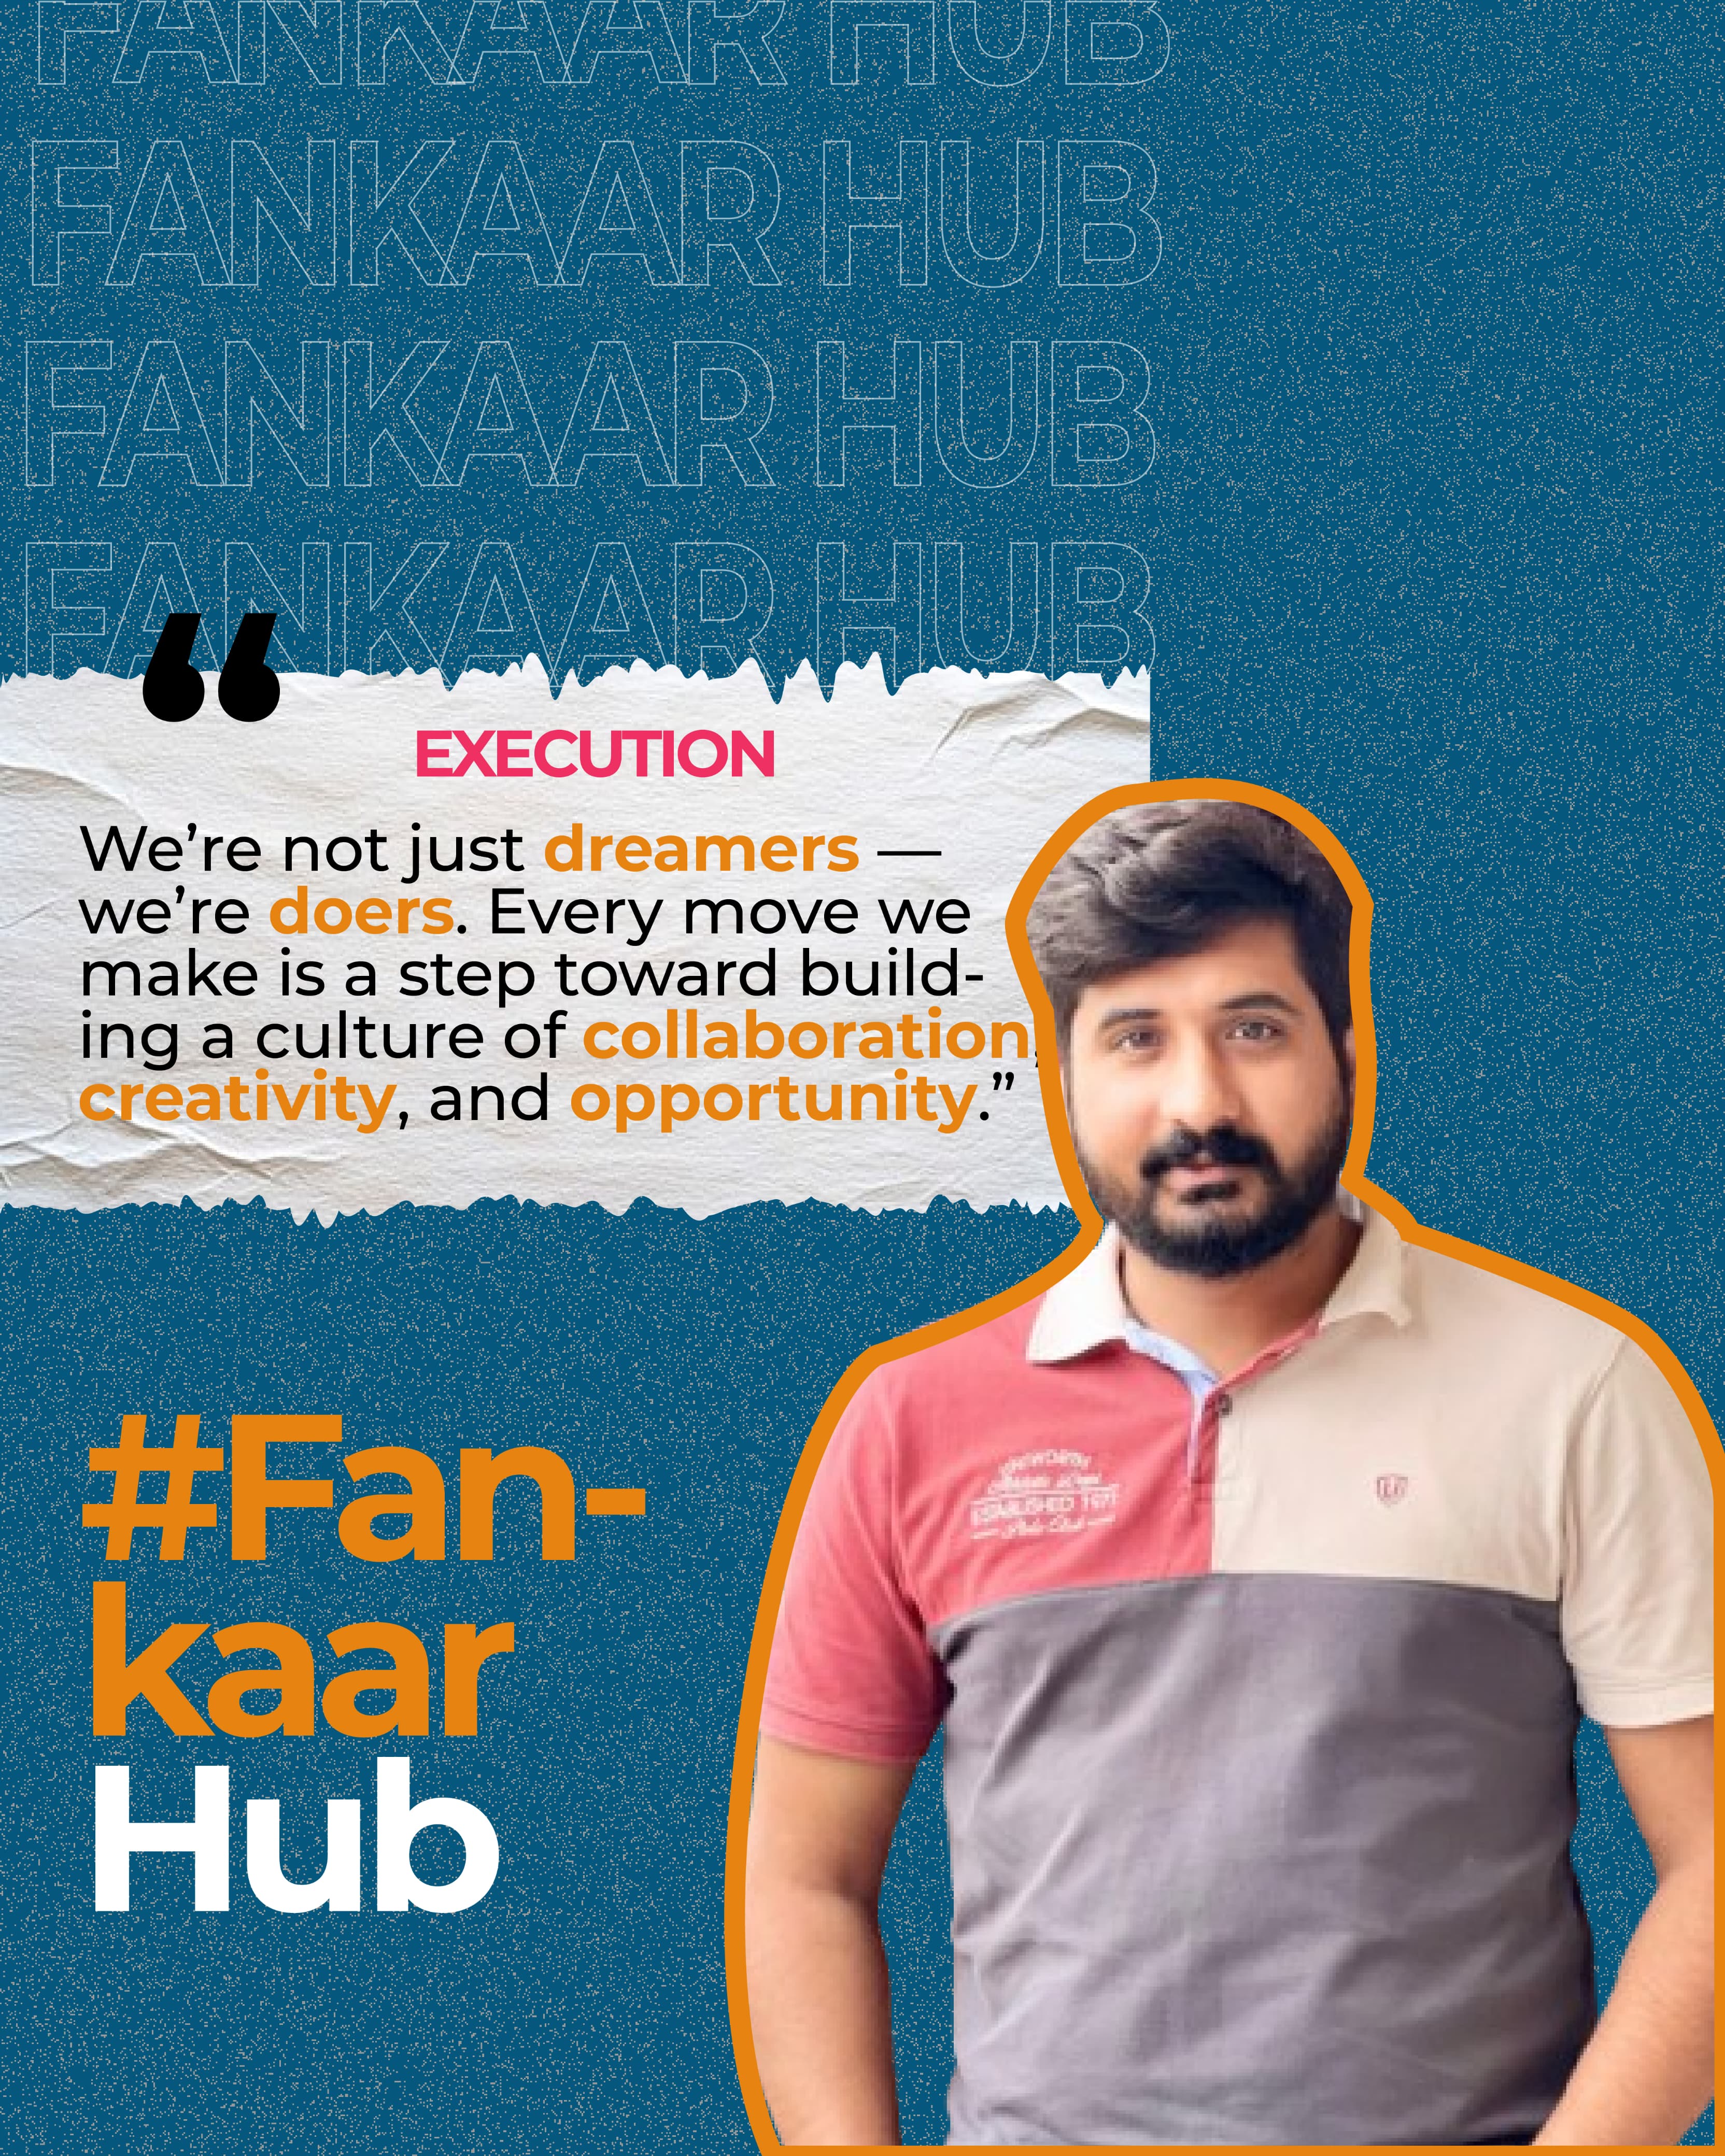 FANKAAR HUB
FANKAAR HUB
FANKAAR HUB
FANKAAR HUB
“
EXECUTION
We’re not just dreamers —
we’re doers. Every move we
make is a step toward build-
ing a culture of collaboration,
creativity, and opportunity.”
#Fan-
kaar
Hub
ESTABLISHED